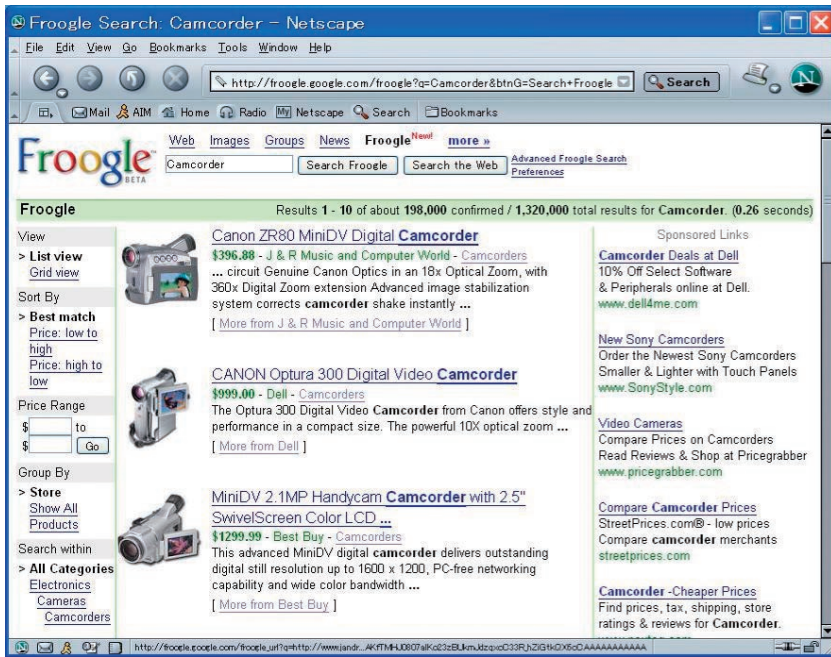 Froogle Search: Camcorder - Netscape
File Edit View Go Bookmarks Tools Window Help
http://froogle.google.com/froogle?q=Camcorder&btnG=Search+Froogle Search
Mail AIM Home Radio My Netscape Search Bookmarks
Web Images Groups News Froogle New! more »
Froogle BETA
Camcorder Search Froogle Search the Web Advanced Froogle Search
Preferences
Froogle Results 1 - 10 of about 198,000 confirmed / 1,320,000 total results for Camcorder. (0.26 seconds)
View
> List view
Grid view
Sort By
> Best match
Price: low to
high
Price: high to
low
Price Range
$ to
$ Go
Group By
> Store
Show All
Products
Search within
> All Categories
Electronics
Cameras
Camcorders
Canon ZR80 MiniDV Digital Camcorder
$396.88 - J & R Music and Computer World - Camcorders
... circuit Genuine Canon Optics in an 18x Optical Zoom, with
360x Digital Zoom extension Advanced image stabilization
system corrects camcorder shake instantly ...
[ More from J & R Music and Computer World ]
CANON Optura 300 Digital Video Camcorder
$999.00 - Dell - Camcorders
The Optura 300 Digital Video Camcorder from Canon offers style and
performance in a compact size. The powerful 10X optical zoom ...
[ More from Dell ]
MiniDV 2.1MP Handycam Camcorder with 2.5"
SwivelScreen Color LCD ...
$1299.99 - Best Buy - Camcorders
This advanced MiniDV digital camcorder delivers outstanding
digital still resolution up to 1600 x 1200, PC-free networking
capability and wide color bandwidth ...
[ More from Best Buy ]
Sponsored Links
Camcorder Deals at Dell
10% Off Select Software
& Peripherals online at Dell.
www.dell4me.com
New Sony Camcorders
Order the Newest Sony Camcorders
Smaller & Lighter with Touch Panels
www.SonyStyle.com
Video Cameras
Compare Prices on Camcorders
Read Reviews & Shop at Pricegrabber
www.pricegrabber.com
Compare Camcorder Prices
StreetPrices.com® - low prices
Compare camcorder merchants
streetprices.com
Camcorder -Cheaper Prices
Find prices, tax, shipping, store
ratings & reviews for Camcorder.